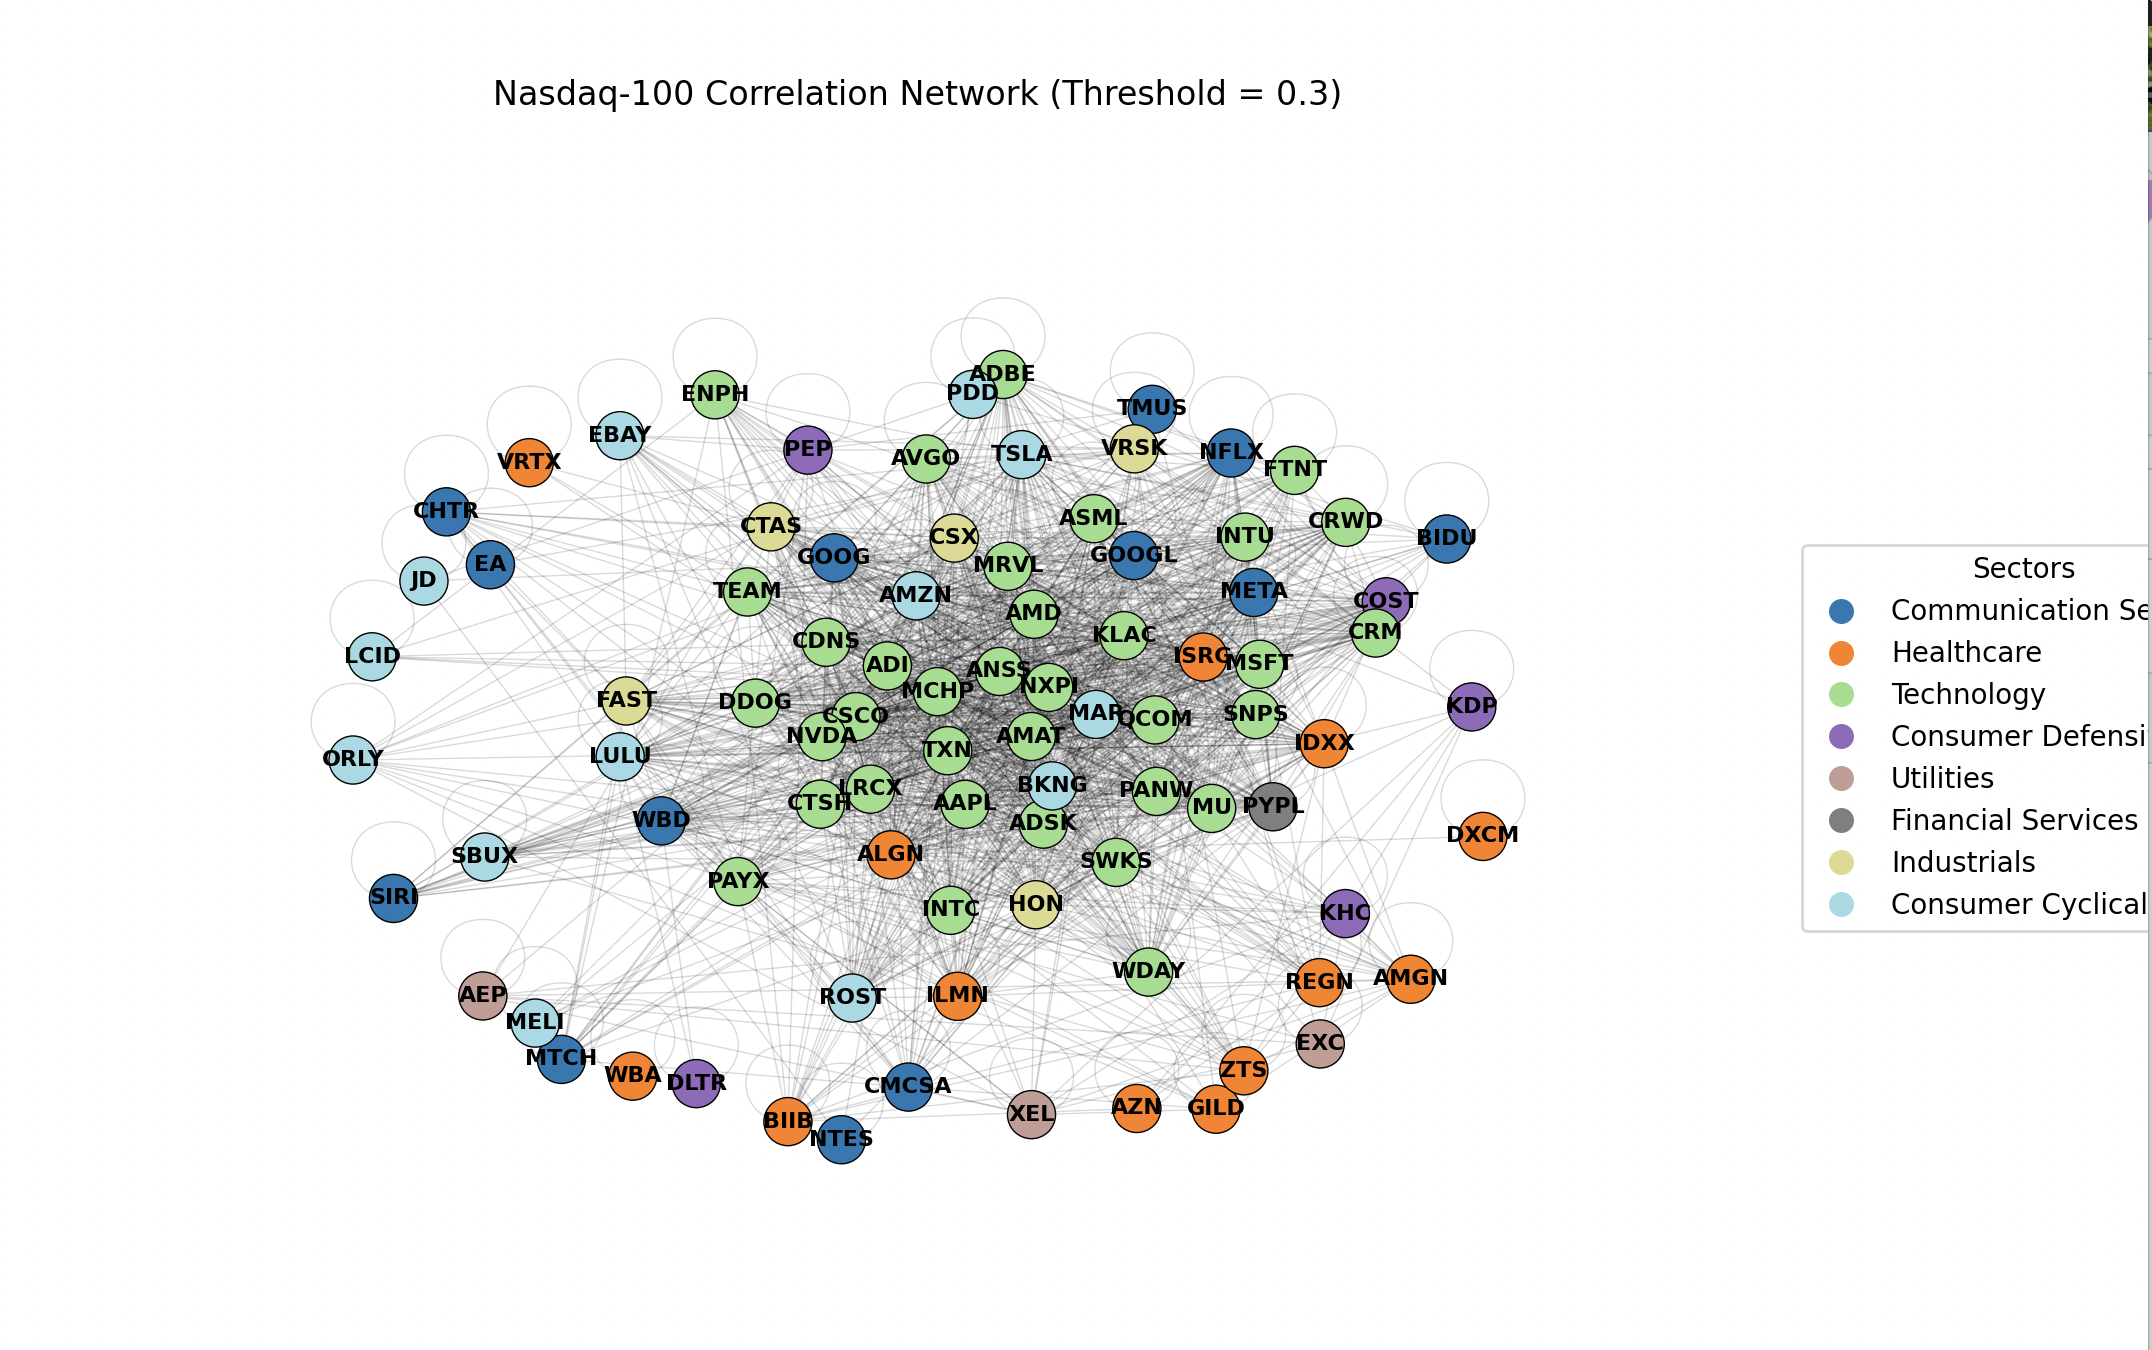 Nasdaq-100 Correlation Network (Threshold = 0.3)
ADBE
PDD
ENPH
TMUS
EBAY
PEP
AVGO
TSLA
VRSK
NFLX
VRTX
FTNT
CHTR
CTAS
CSX
ASML
INTU
CRWD
BIDU
EA
GOOG
MRVL
GOOGL
JD
TEAM
AMZN
META
COST
AMD
CRM
CDNS
KLAC
LCID
ADI
ANSS
ISRG
MSFT
MCHP
NXPI
FAST
DDOG
CSCO
MAR
QCOM
SNPS
KDP
NVDA
AMAT
TXN
IDXX
ORLY
LULU
LRCX
BKNG
PANW
CTSH
AAPL
MU
PYPL
WBD
ADSK
DXCM
SBUX
ALGN
SWKS
PAYX
SIRI
INTC
HON
KHC
WDAY
REGN
AMGN
AEP
ROST
ILMN
MELI
EXC
MTCH
WBA
DLTR
CMCSA
ZTS
BIIB
NTES
XEL
AZN
GILD
Sectors
Communication Se
Healthcare
Technology
Consumer Defensi
Utilities
Financial Services
Industrials
Consumer Cyclical